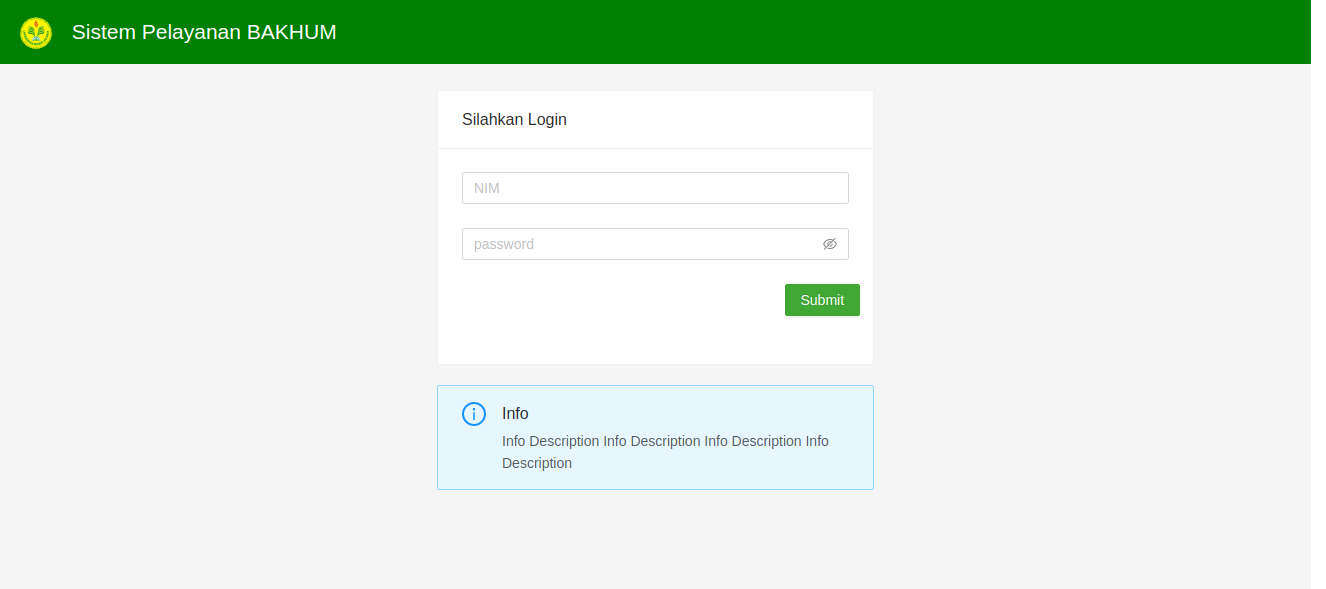 Sistem Pelayanan BAKHUM
Silahkan Login
NIM
password
Submit
Info
Info Description Info Description Info Description Info
Description